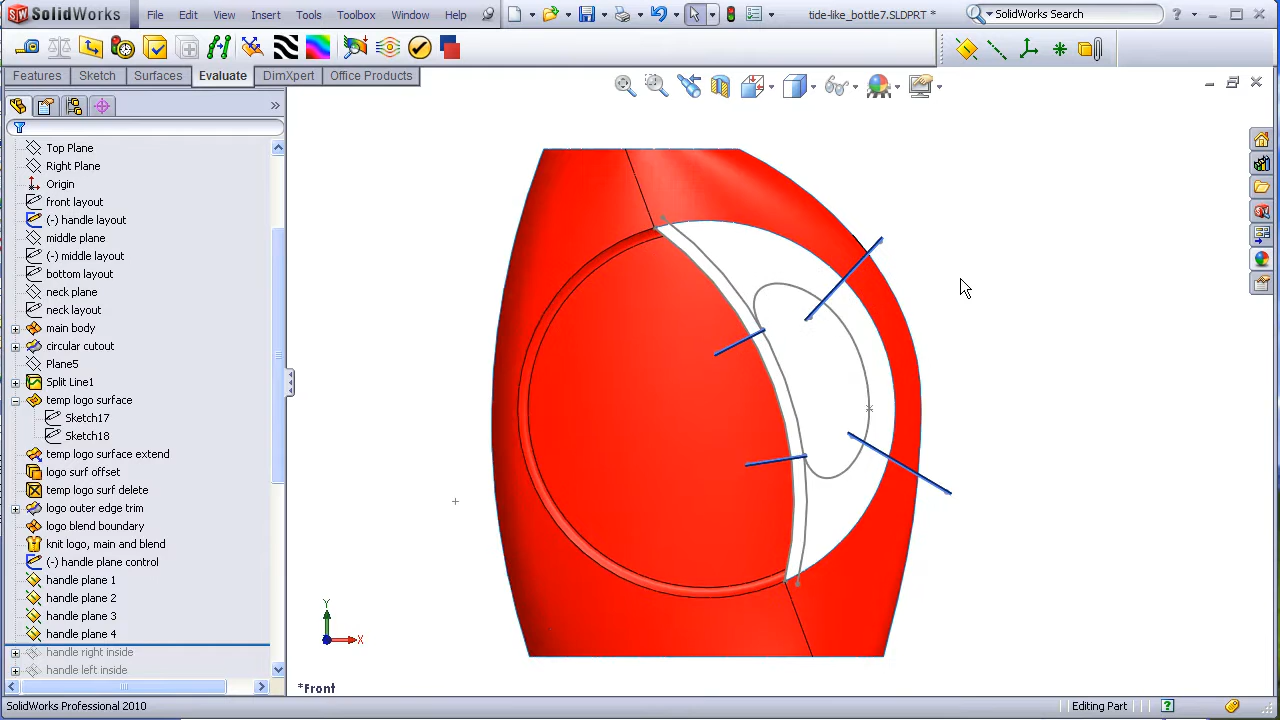 SolidWorks File Edit View Insert Tools Toolbox Window Help tide-like_bottle7.SLDPRT * SolidWorks Search ?
Features Sketch Surfaces Evaluate DimXpert Office Products
»
Top Plane
Right Plane
Origin
front layout
(-) handle layout
middle plane
(-) middle layout
bottom layout
neck plane
neck layout
main body
circular cutout
Plane5
Split Line1
temp logo surface
Sketch17
Sketch18
temp logo surface extend
logo surf offset
temp logo surf delete
logo outer edge trim
logo blend boundary
knit logo, main and blend
(-) handle plane control
handle plane 1
handle plane 2
handle plane 3
handle plane 4
handle right inside
handle left inside
Y
X
*Front
SolidWorks Professional 2010 Editing Part ?